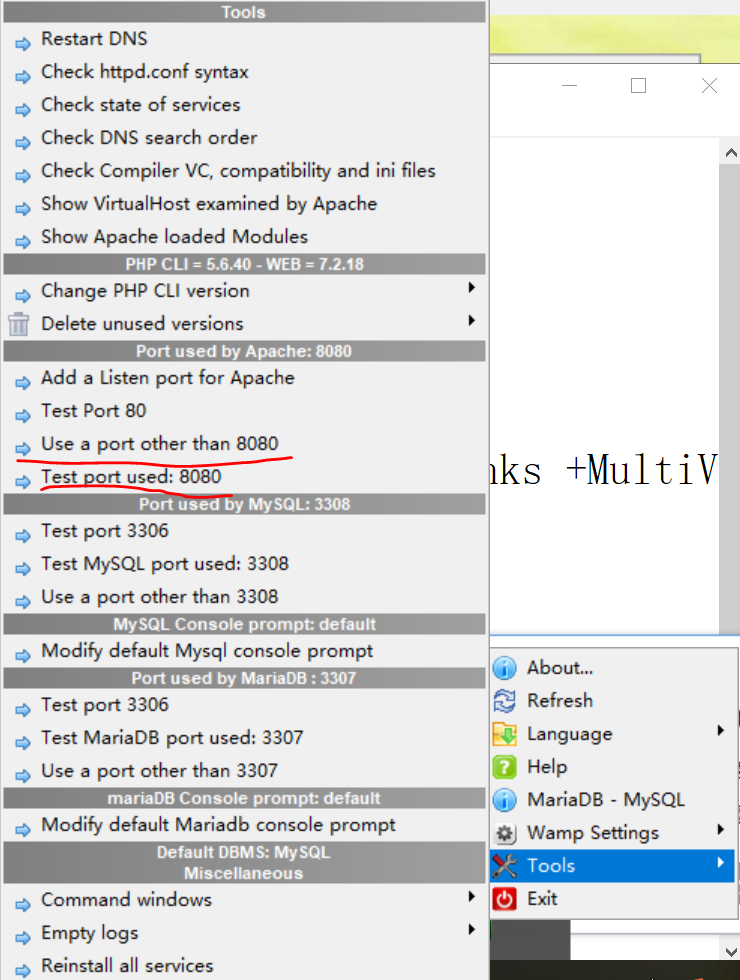 Tools
Restart DNS
Check httpd.conf syntax
Check state of services
Check DNS search order
Check Compiler VC, compatibility and ini files
Show VirtualHost examined by Apache
Show Apache loaded Modules
PHP CLI = 5.6.40 - WEB = 7.2.18
Change PHP CLI version
Delete unused versions
Port used by Apache: 8080
Add a Listen port for Apache
Test Port 80
Use a port other than 8080
Test port used: 8080
Port used by MySQL: 3308
Test port 3306
Test MySQL port used: 3308
Use a port other than 3308
MySQL Console prompt: default
Modify default Mysql console prompt
Port used by MariaDB : 3307
Test port 3306
Test MariaDB port used: 3307
Use a port other than 3307
mariaDB Console prompt: default
Modify default Mariadb console prompt
Default DBMS: MySQL
Miscellaneous
Command windows
Empty logs
Reinstall all services
nks +MultiV
About...
Refresh
Language
Help
MariaDB - MySQL
Wamp Settings
Tools
Exit